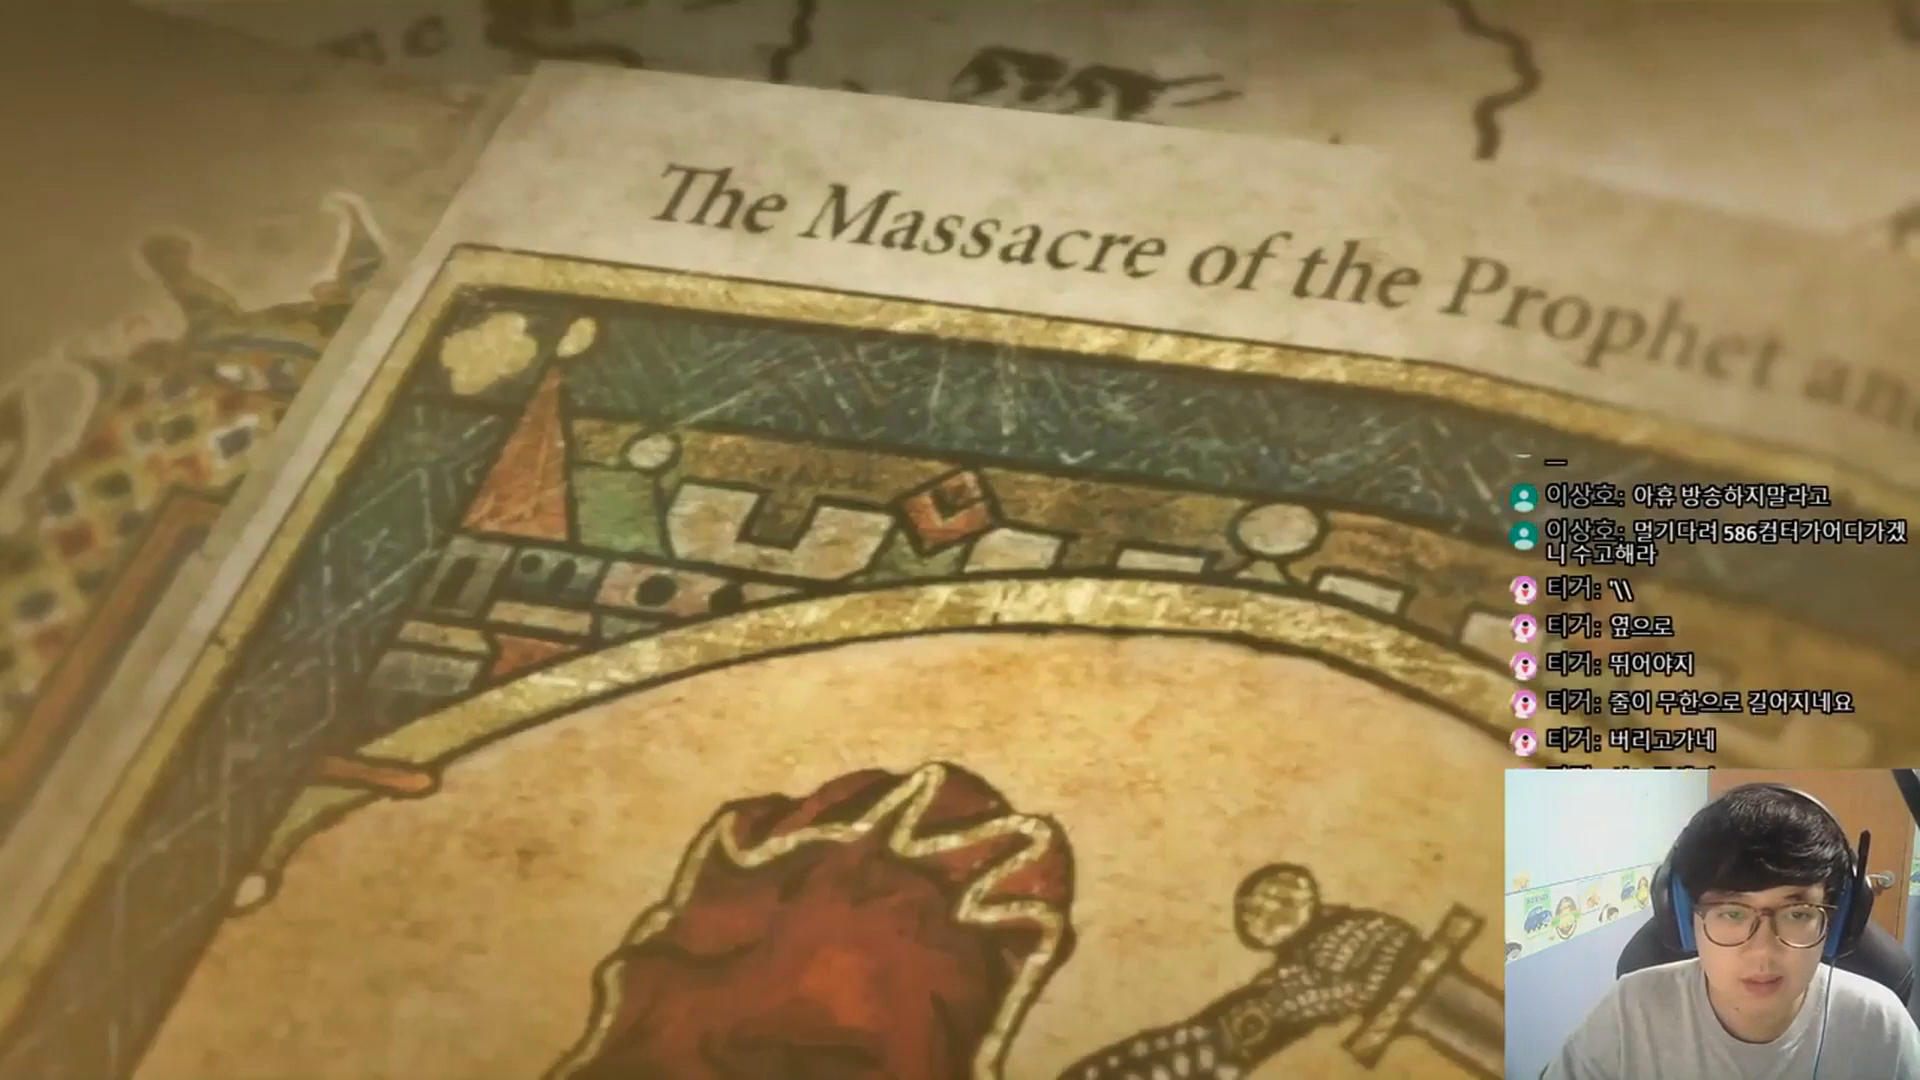 The Massacre of the Prophet and
이상호: 아휴 방송하지말라고
이상호: 멀기다려 586컴터가어디가겠
니 수고해라
티거: '\\
티거: 옆으로
티거: 뛰어야지
티거: 줄이 무한으로 길어지네요
티거: 버리고가네